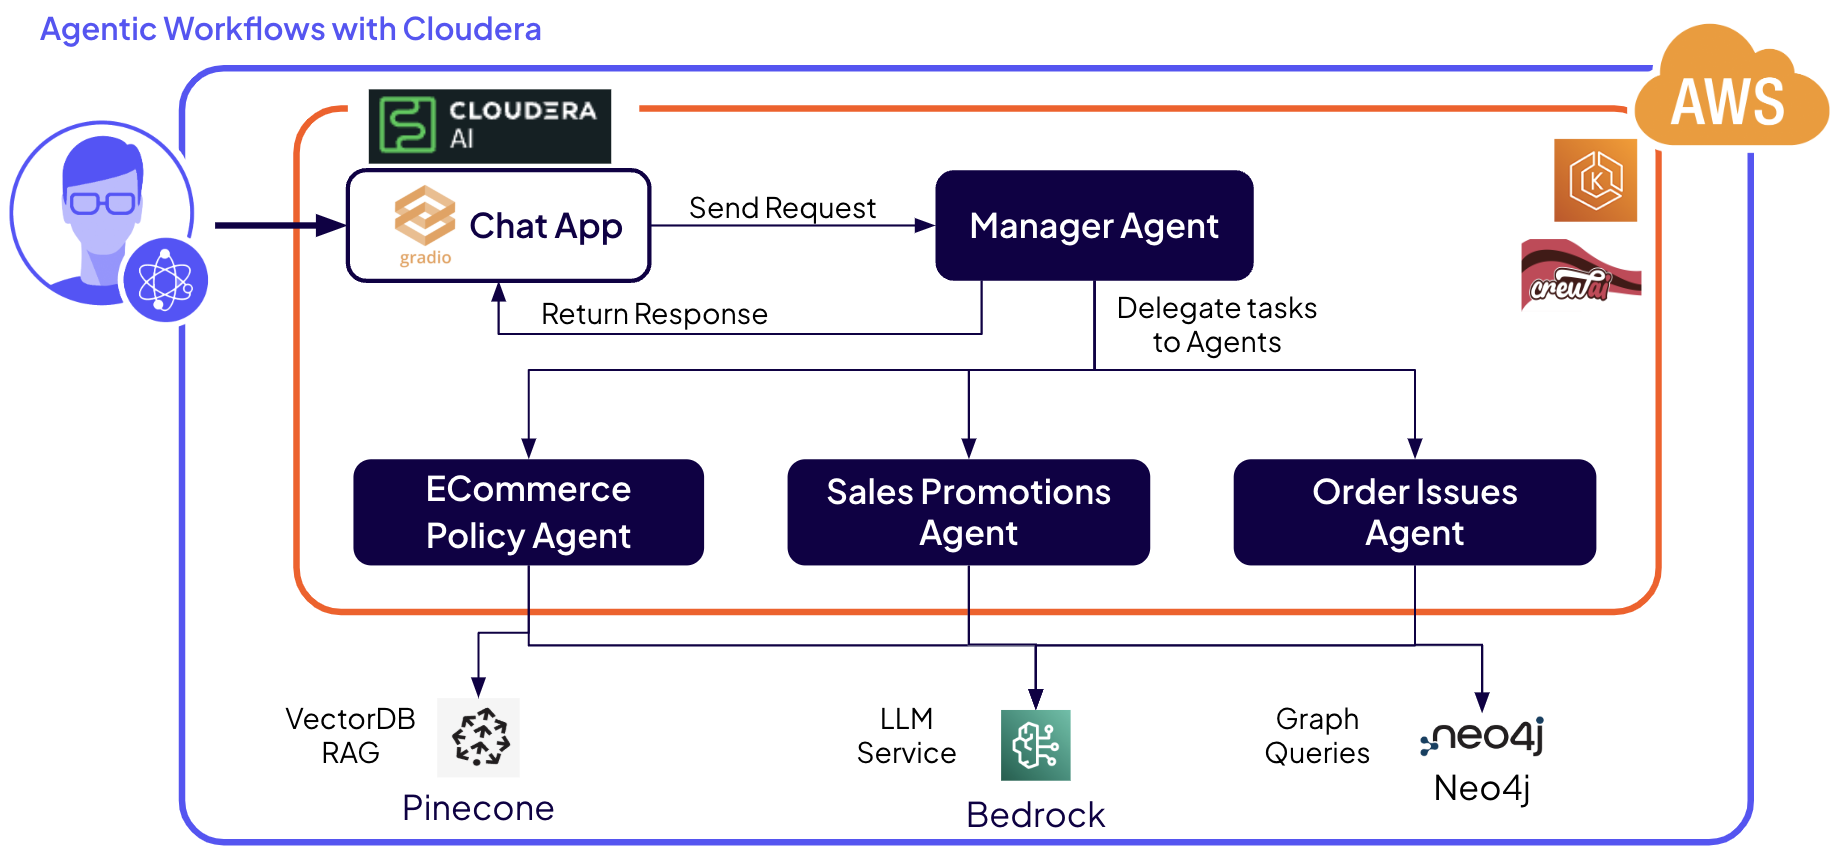 Agentic Workflows with Cloudera
AWS
CLOUDERA
AI
K
gradio
Chat App
Send Request
Manager Agent
crewai
Return Response
Delegate tasks
to Agents
ECommerce
Policy Agent
Sales Promotions
Agent
Order Issues
Agent
VectorDB
RAG
Pinecone
LLM
Service
Bedrock
Graph
Queries
neo4j
Neo4j